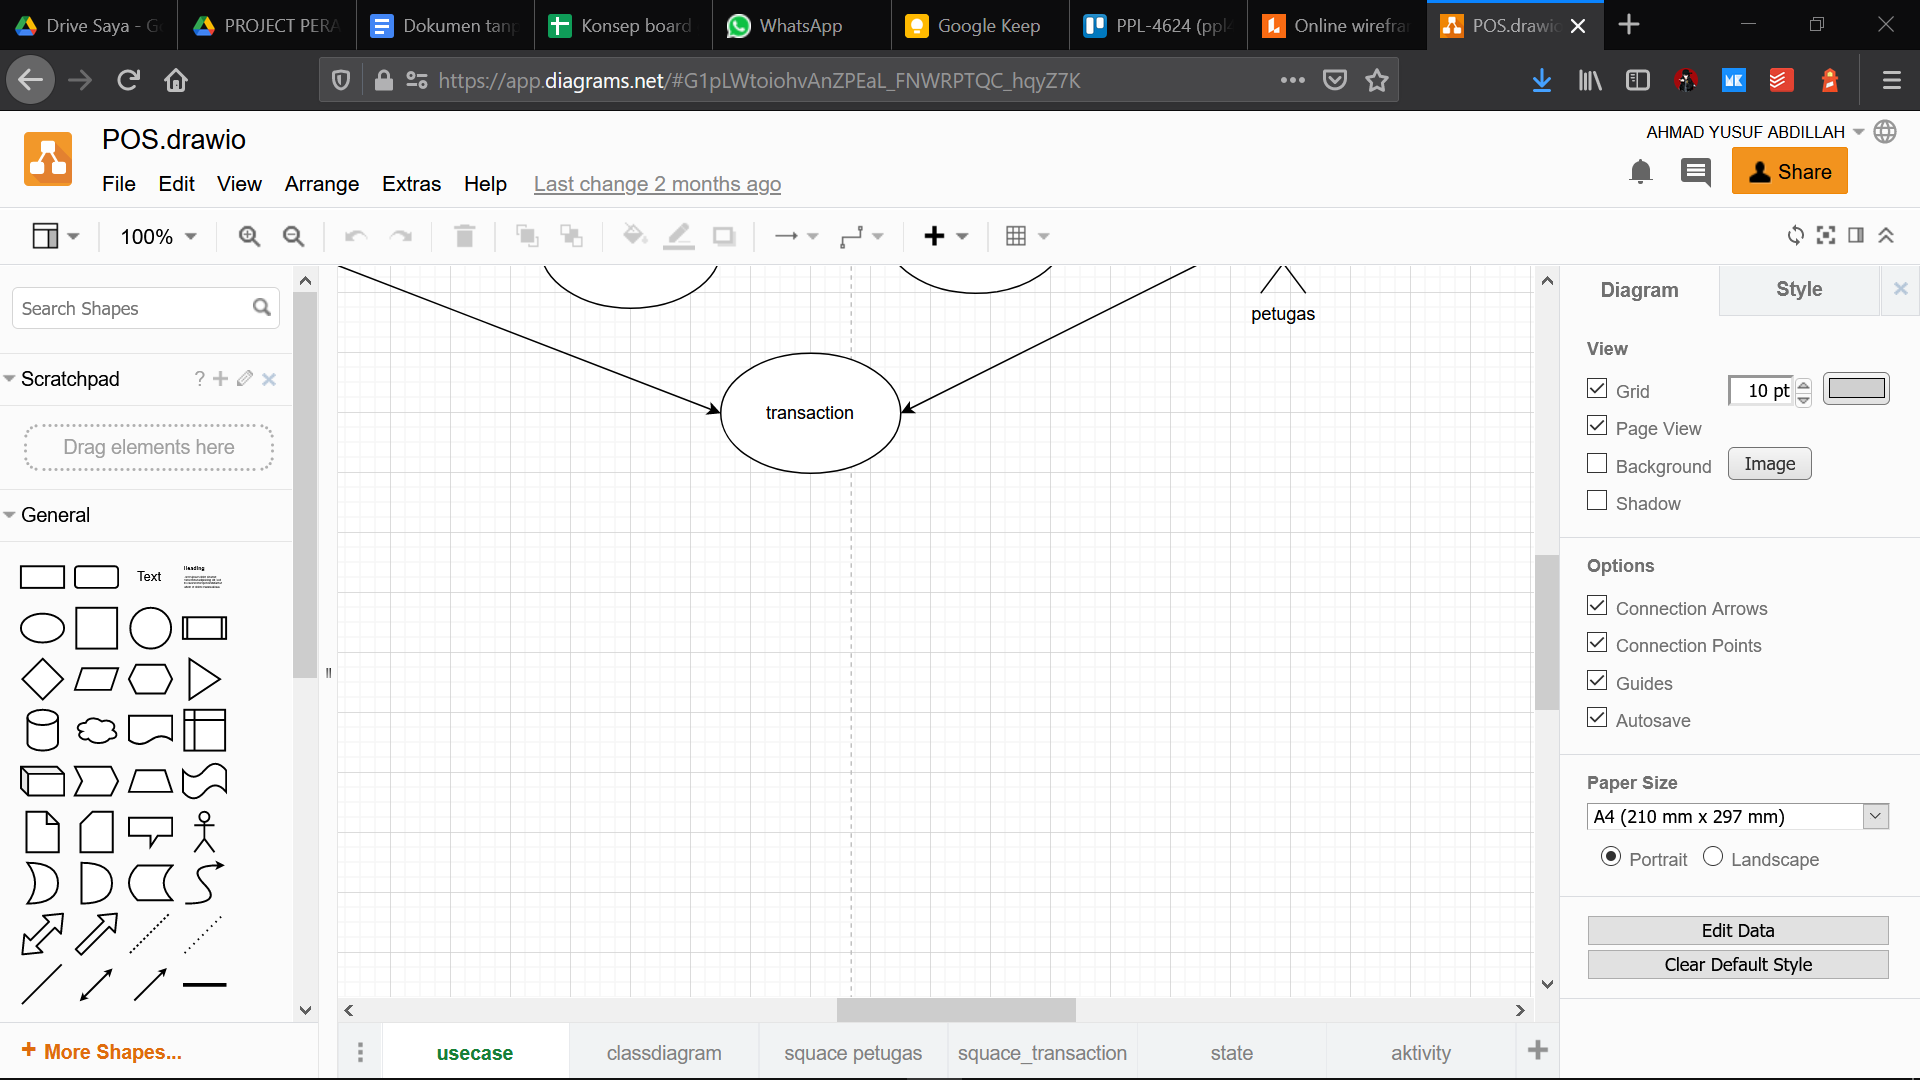 Drive Saya - G
PROJECT PERA
Dokumen tanp
Konsep board
WhatsApp
Google Keep
PPL-4624 (ppl4
Online wirefra
POS.drawio
https://app.diagrams.net/#G1pLWtoiohvAnZPEaL_FNWRPTQC_hqyZ7K
MK
POS.drawio
AHMAD YUSUF ABDILLAH
File Edit View Arrange Extras Help Last change 2 months ago
Share
100%
Search Shapes
Scratchpad
?
Drag elements here
General
Text
Heading
More Shapes...
petugas
transaction
usecase
classdiagram
squace petugas
squace_transaction
state
aktivity
Diagram
Style
View
Grid
10 pt
Page View
Background
Image
Shadow
Options
Connection Arrows
Connection Points
Guides
Autosave
Paper Size
A4 (210 mm x 297 mm)
Portrait
Landscape
Edit Data
Clear Default Style